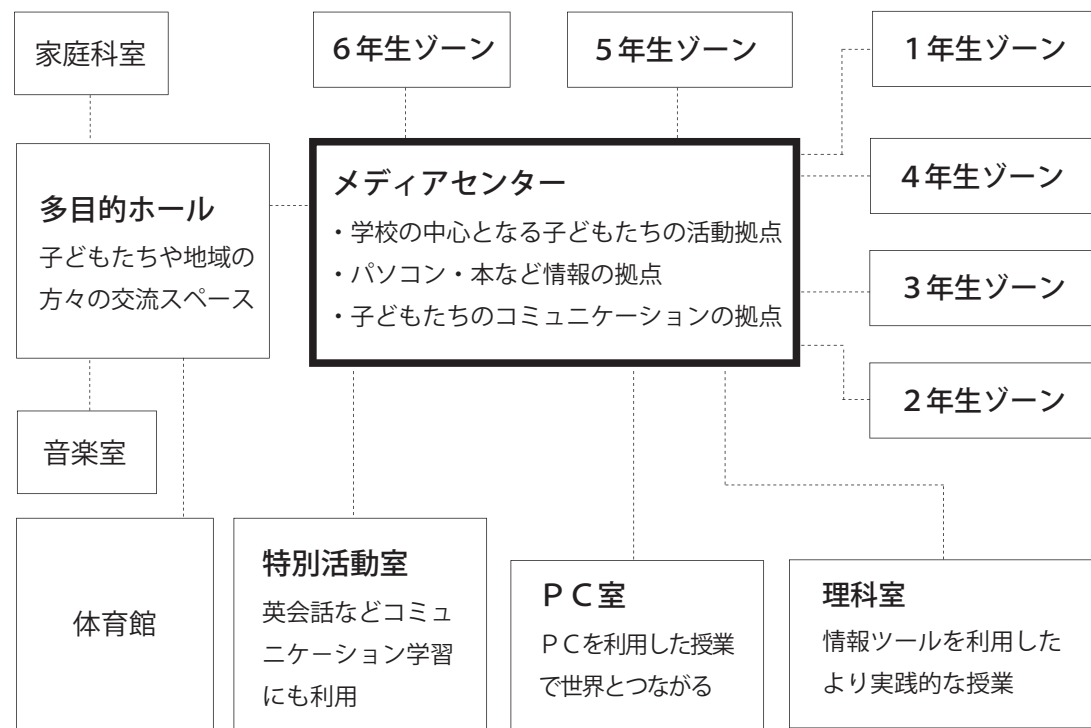 家庭科室
6年生ゾーン
5年生ゾーン
1年生ゾーン
多目的ホール
子どもたちや地域の
方々の交流スペース
メディアセンター
・学校の中心となる子どもたちの活動拠点
・パソコン・本など情報の拠点
・子どもたちのコミュニケーションの拠点
4年生ゾーン
3年生ゾーン
2年生ゾーン
音楽室
体育館
特別活動室
英会話などコミュ
ニケーション学習
にも利用
ＰＣ室
ＰＣを利用した授業
で世界とつながる
理科室
情報ツールを利用した
より実践的な授業